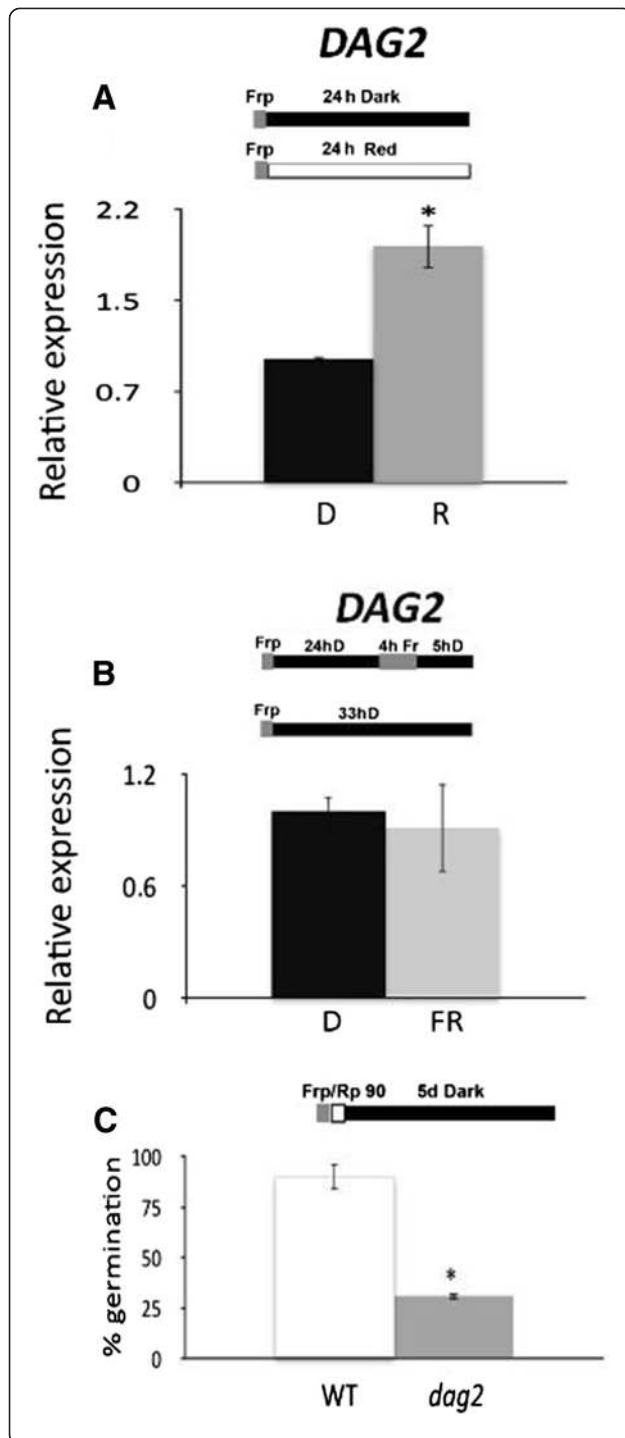 DAG2
A
Frp 24h Dark
Frp 24h Red
Relative expression
2.2
1.5
0.7
0
*
D R
DAG2
B
Frp 24hD 4h Fr 5hD
Frp 33hD
Relative expression
1.2
0.6
0
D FR
C
Frp/Rp 90 5d Dark
% germination
100
75
50
25
0
*
WT dag2